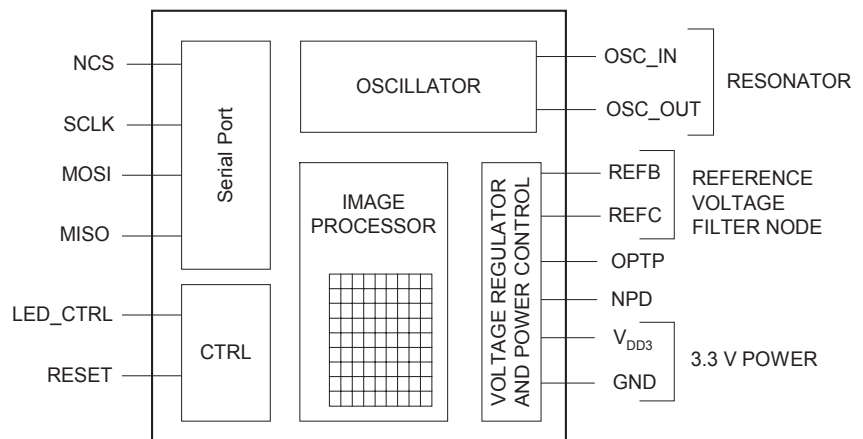 NCS
SCLK
MOSI
MISO
LED_CTRL
RESET
Serial Port
CTRL
OSCILLATOR
IMAGE
PROCESSOR
VOLTAGE REGULATOR
AND POWER CONTROL
OSC_IN
OSC_OUT
RESONATOR
REFB
REFC
REFERENCE
VOLTAGE
FILTER NODE
OPTP
NPD
VDD3
GND
3.3 V POWER